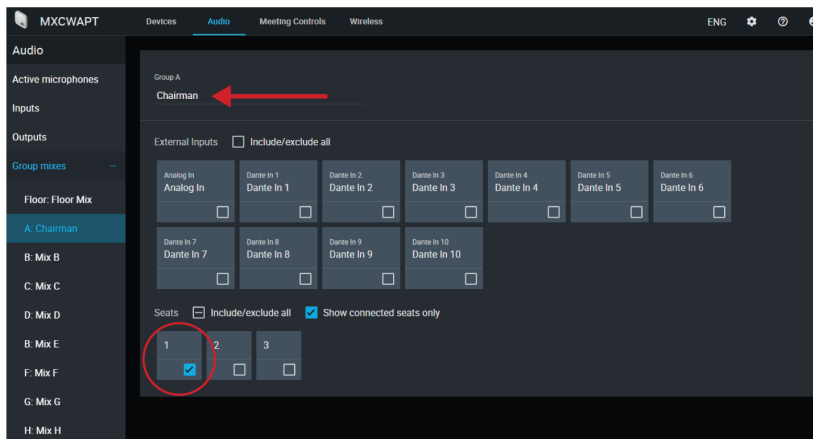 MXCWAPT
Devices Audio Meeting Controls Wireless
ENG
Audio
Active microphones
Inputs
Outputs
Group mixes
Floor: Floor Mix
A: Chairman
B: Mix B
C: Mix C
D: Mix D
B: Mix E
F: Mix F
G: Mix G
H: Mix H
Group A
Chairman
External Inputs Include/exclude all
Analog In Dante In 1 Dante In 2 Dante In 3 Dante In 4 Dante In 5 Dante In 6
Analog In Dante In 1 Dante In 2 Dante In 3 Dante In 4 Dante In 5 Dante In 6
Dante In 7 Dante In 8 Dante In 9 Dante In 10
Dante In 7 Dante In 8 Dante In 9 Dante In 10
Seats Include/exclude all Show connected seats only
1 2 3